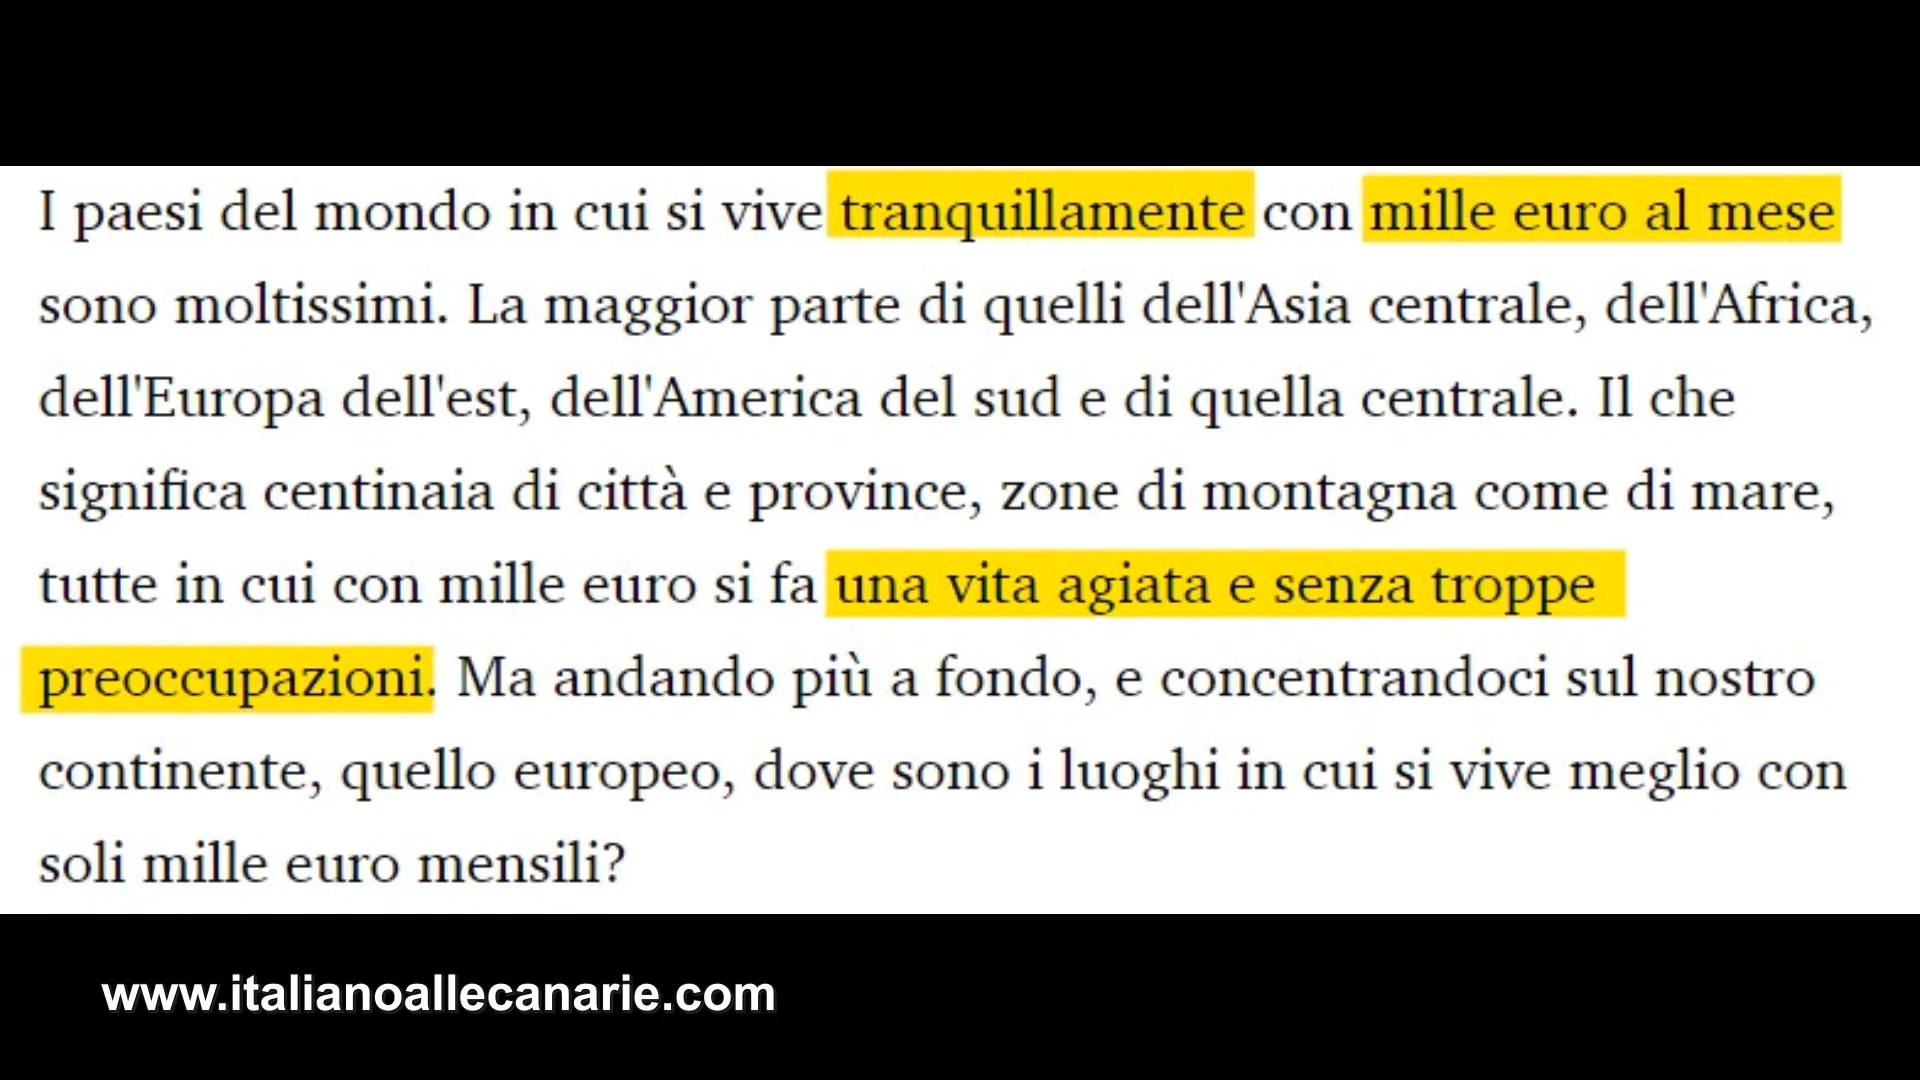 I paesi del mondo in cui si vive tranquillamente con mille euro al mese
sono moltissimi. La maggior parte di quelli dell'Asia centrale, dell'Africa,
dell'Europa dell'est, dell'America del sud e di quella centrale. Il che
significa centinaia di città e province, zone di montagna come di mare,
tutte in cui con mille euro si fa una vita agiata e senza troppe
preoccupazioni. Ma andando più a fondo, e concentrandoci sul nostro
continente, quello europeo, dove sono i luoghi in cui si vive meglio con
soli mille euro mensili?
www.italianoallecanarie.com